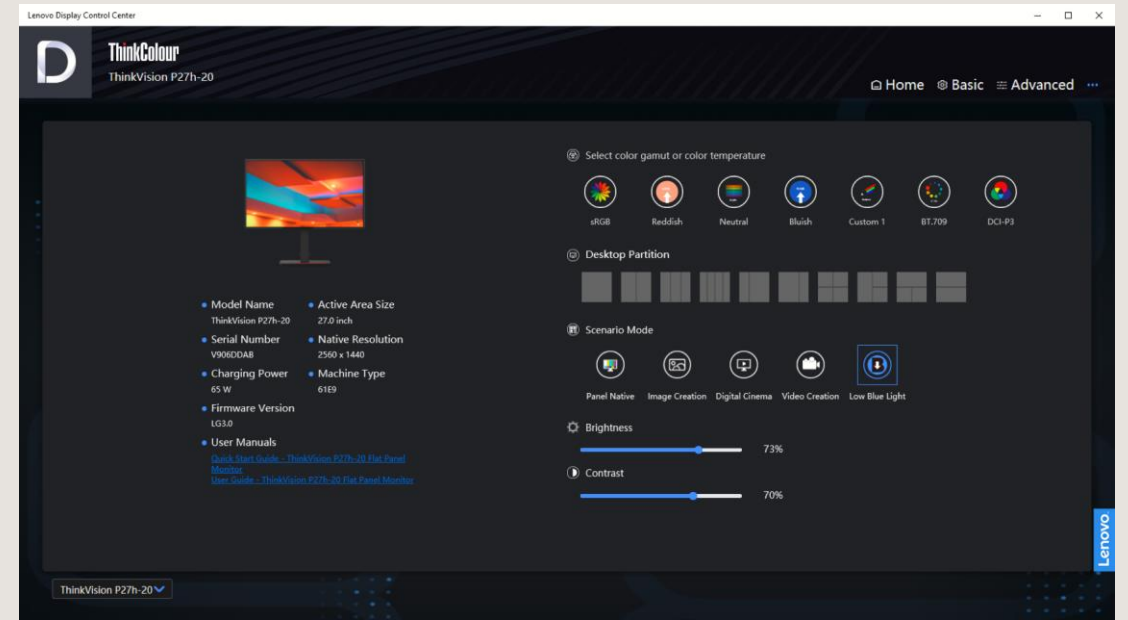 Lenovo Display Control Center
ThinkColour
ThinkVision P27h-20
Home Basic Advanced
Model Name
ThinkVision P27h-20
Active Area Size
27.0 inch
Serial Number
V906DDAB
Native Resolution
2560 x 1440
Charging Power
65 W
Machine Type
61E9
Firmware Version
LG3.0
User Manuals
Quick Start Guide - ThinkVision P27h-20 Flat Panel
Monitor
User Guide - ThinkVision P27h-20 Flat Panel Monitor
Select color gamut or color temperature
sRGB Reddish Neutral Bluish Custom 1 BT.709 DCI-P3
Desktop Partition
Scenario Mode
Panel Native Image Creation Digital Cinema Video Creation Low Blue Light
Brightness
73%
Contrast
70%
Lenovo
ThinkVision P27h-20